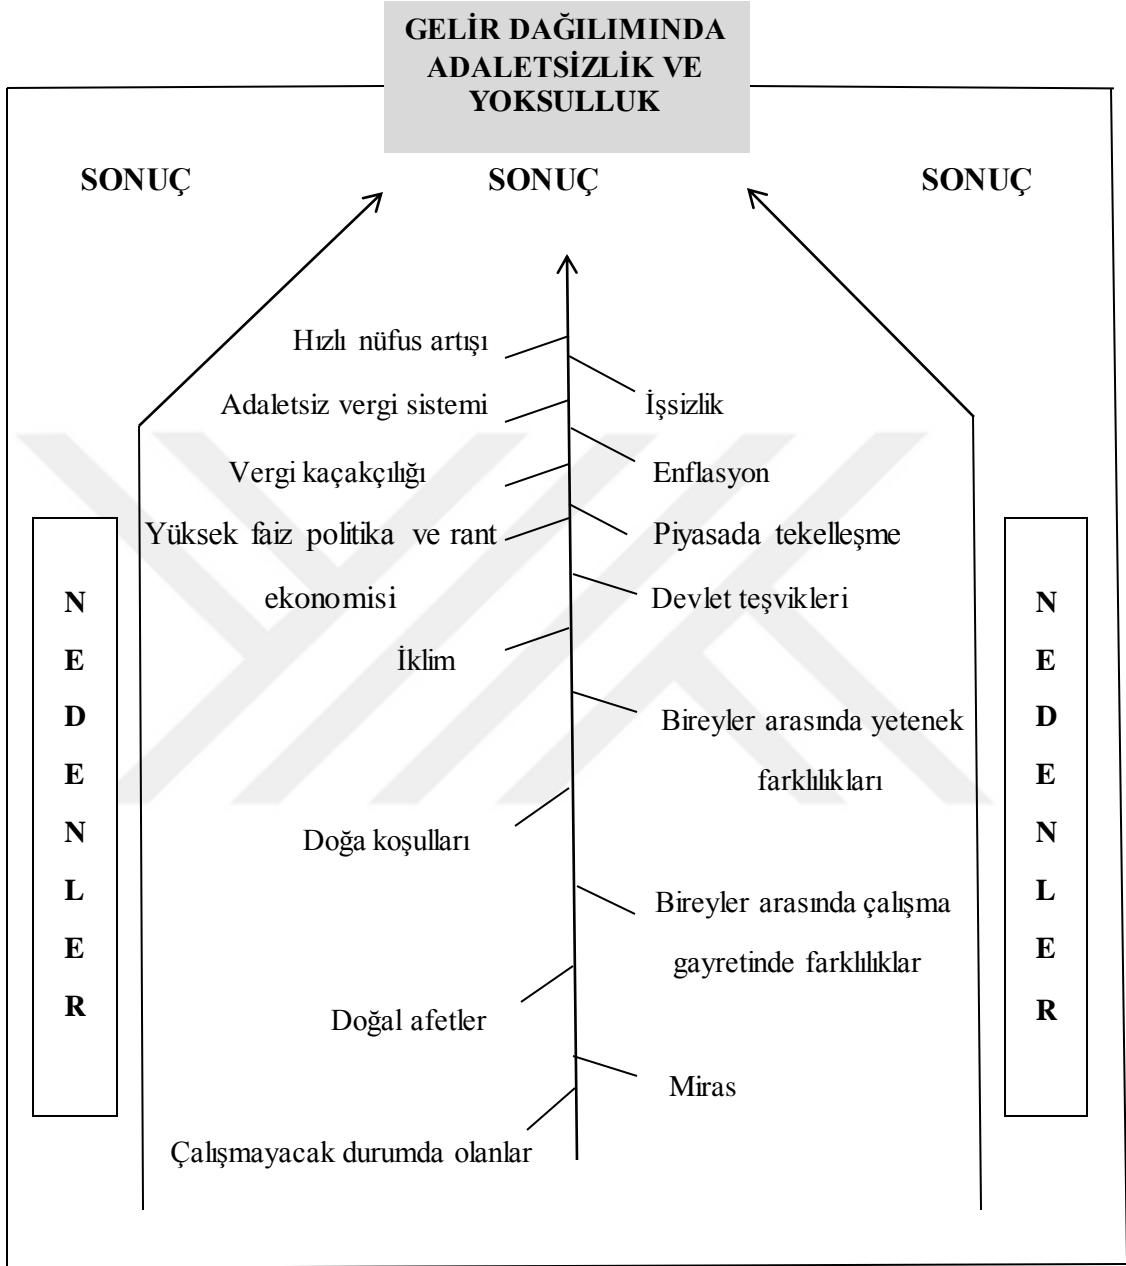 GELİR DAĞILIMINDA
ADALETSİZLİK VE
YOKSULLUK
SONUÇ
SONUÇ
SONUÇ
Hızlı nüfus artışı
Adaletsiz vergi sistemi
İşsizlik
Vergi kaçakçılığı
Enflasyon
Yüksek faiz politika ve rant
ekonomisi
Piyasada tekelleşme
Devlet teşvikleri
İklim
Bireyler arasında yetenek
farklılıkları
Doğa koşulları
Bireyler arasında çalışma
gayretinde farklılıklar
Doğal afetler
Miras
Çalışmayacak durumda olanlar
N
E
D
E
N
L
E
R
N
E
D
E
N
L
E
R